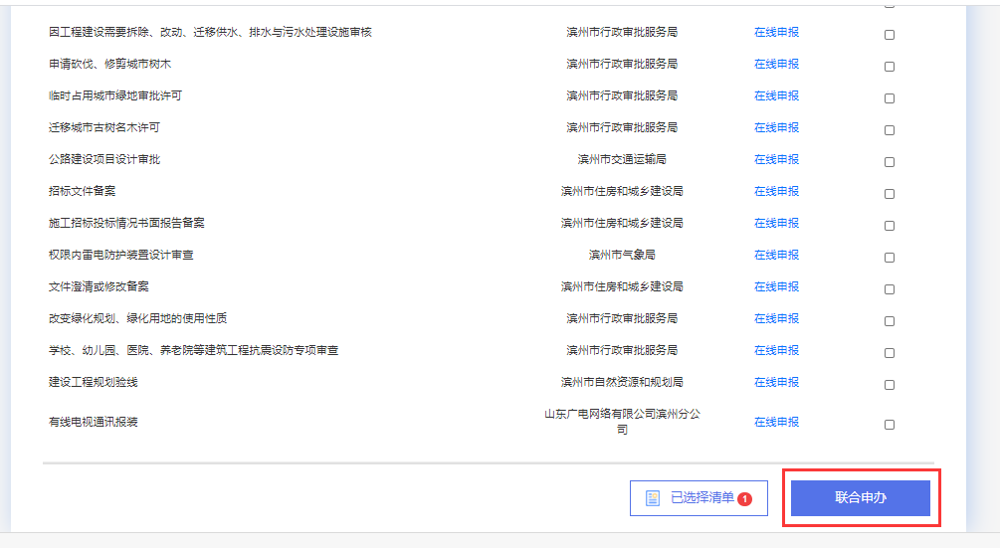 因工程建设需要拆除、改动、迁移供水、排水与污水处理设施审核 滨州市行政审批服务局 在线申报
申请砍伐、修剪城市树木 滨州市行政审批服务局 在线申报
临时占用城市绿地审批许可 滨州市行政审批服务局 在线申报
迁移城市古树名木许可 滨州市行政审批服务局 在线申报
公路建设项目设计审批 滨州市交通运输局 在线申报
招标文件备案 滨州市住房和城乡建设局 在线申报
施工招标投标情况书面报告备案 滨州市住房和城乡建设局 在线申报
权限内雷电防护装置设计审查 滨州市气象局 在线申报
文件澄清或修改备案 滨州市住房和城乡建设局 在线申报
改变绿化规划、绿化用地的使用性质 滨州市行政审批服务局 在线申报
学校、幼儿园、医院、养老院等建筑工程抗震设防专项审查 滨州市行政审批服务局 在线申报
建设工程规划验线 滨州市自然资源和规划局 在线申报
有线电视通讯报装 山东广电网络有限公司滨州分公 在线申报
司
已选择清单 1 联合申办